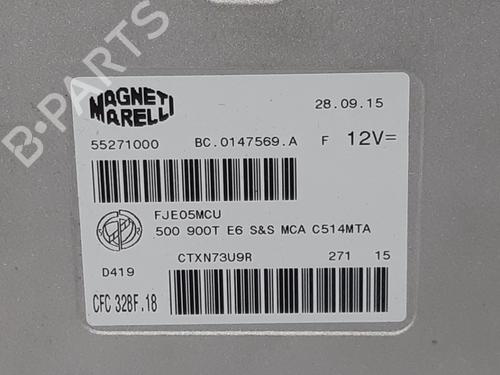 B-PARTS
MAGNETI
MARELLI
28.09.15
55271000 BC.0147569.A F 12V=
FJE05MCU
500 900T E6 S&S MCA C514MTA
D419 CTXN73U9R 271 15
CFC 328F.18